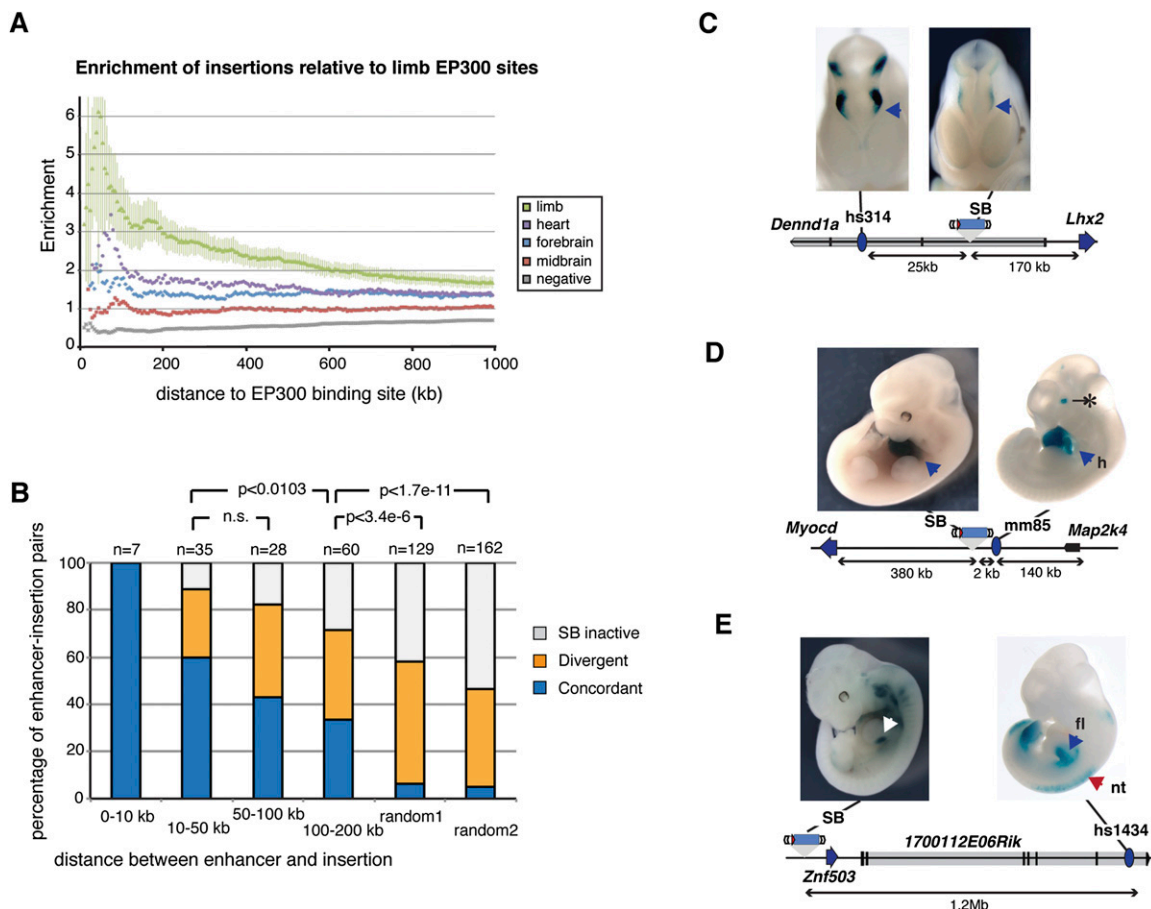 A
Enrichment of insertions relative to limb EP300 sites
Enrichment
6
5
4
3
2
1
0
0 200 400 600 800 1000
distance to EP300 binding site (kb)
limb
heart
forebrain
midbrain
negative
B
p<0.0103 p<1.7e-11
n.s. p<3.4e-6
n=7 n=35 n=28 n=60 n=129 n=162
percentage of enhancer-insertion pairs
100
80
60
40
20
0
0-10 kb 10-50 kb 50-100 kb 100-200 kb random1 random2
distance between enhancer and insertion
SB inactive
Divergent
Concordant
C
Dennd1a hs314 SB Lhx2
25kb 170 kb
D
*
h
Myocd SB mm85 Map2k4
380 kb 2 kb 140 kb
E
fl
nt
SB hs1434
1700112E06Rik
Znf503
1.2Mb